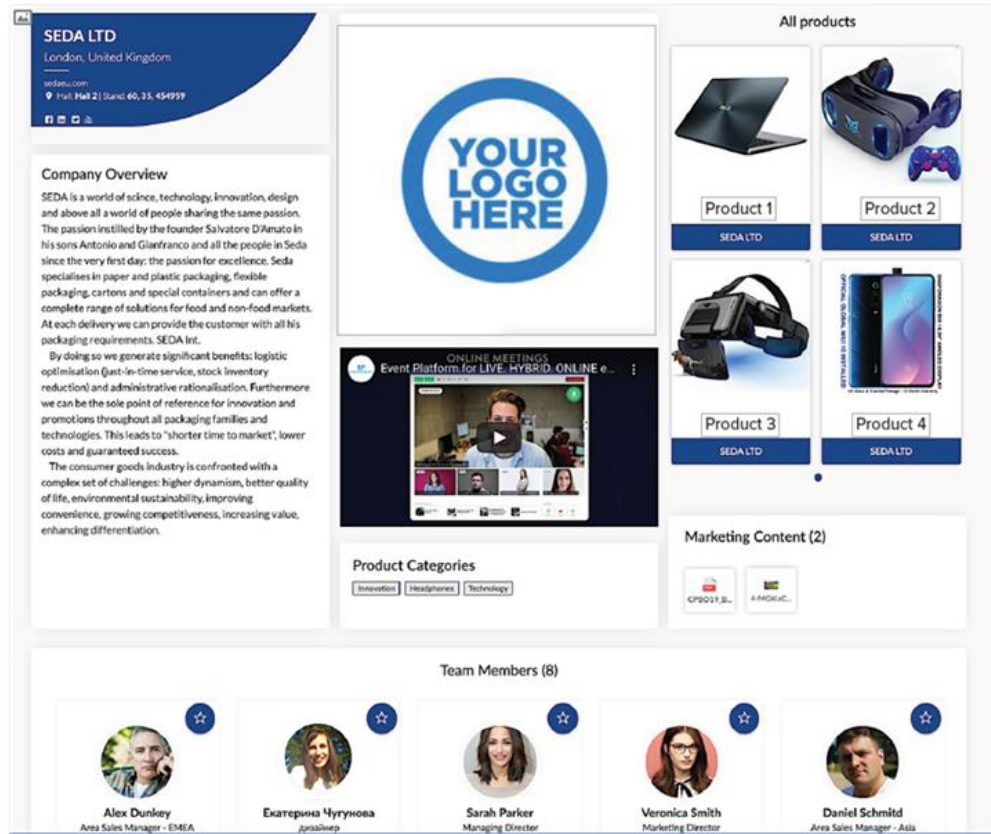 SEDA LTD
London, United Kingdom
sedaeu.com
Hall: Hall 2 | Stand: 60, 35, 454959
Company Overview
SEDA is a world of scince, technology, innovation, design
and above all a world of people sharing the same passion.
The passion instilled by the founder Salvatore D'Amato in
his sons Antonio and Gianfranco and all the people in Seda
since the very first day: the passion for excellence. Seda
specialises in paper and plastic packaging, flexible
packaging, cartons and special containers and can offer a
complete range of solutions for food and non-food markets.
At each delivery we can provide the customer with all his
packaging requirements. SEDA Int.
By doing so we generate significant benefits: logistic
optimisation (just-in-time service, stock inventory
reduction) and administrative rationalisation. Furthermore
we can be the sole point of reference for innovation and
promotions throughout all packaging families and
technologies. This leads to "shorter time to market", lower
costs and guaranteed success.
The consumer goods industry is confronted with a
complex set of challenges: higher dynamism, better quality
of life, environmental sustainability, improving
convenience, growing competitiveness, increasing value,
enhancing differentiation.
YOUR
LOGO
HERE
ONLINE MEETINGS
Event Platform for LIVE, HYBRID, ONLINE e...
Product Categories
Innovation
Headphones
Technology
All products
Product 1
SEDA LTD
Product 2
SEDA LTD
Product 3
SEDA LTD
Product 4
SEDA LTD
Marketing Content (2)
CPBO19_B...
Team Members (8)
Alex Dunkey
Area Sales Manager - EMEA
Екатерина Чугунова
дизайнер
Sarah Parker
Managing Director
Veronica Smith
Marketing Director
Daniel Schmitd
Area Sales Manager - Asia